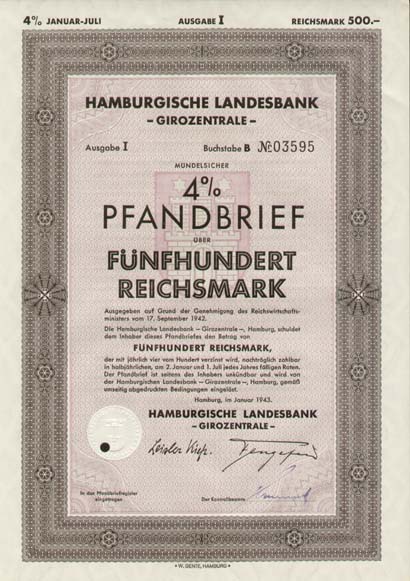 4% JANUAR-JULI AUSGABE I REICHSMARK 500.–
HAMBURGISCHE LANDESBANK
– GIROZENTRALE –
Ausgabe I Buchstabe B № 03595
MÜNDELSICHER
4%
PFANDBRIEF
ÜBER
FÜNFHUNDERT
REICHSMARK
Ausgegeben auf Grund der Genehmigung des Reichswirtschafts-
ministers vom 17. September 1942.
Die Hamburgische Landesbank – Girozentrale –, Hamburg, schuldet
dem Inhaber dieses Pfandbriefes den Betrag von
FÜNFHUNDERT REICHSMARK,
der mit jährlich vier vom Hundert verzinst wird, nachträglich zahlbar
in halbjährlichen, am 2. Januar und 1. Juli jedes Jahres fälligen Raten.
Der Pfandbrief ist seitens des Inhabers unkündbar und wird von
der Hamburgischen Landesbank – Girozentrale –, Hamburg, gemäß
umseitig abgedruckten Bedingungen eingelöst.
Hamburg, im Januar 1943.
HAMBURGISCHE LANDESBANK
– GIROZENTRALE –
In das Pfandbriefregister
eingetragen
Der Kontrollbeamte
• W. GENTE, HAMBURG •